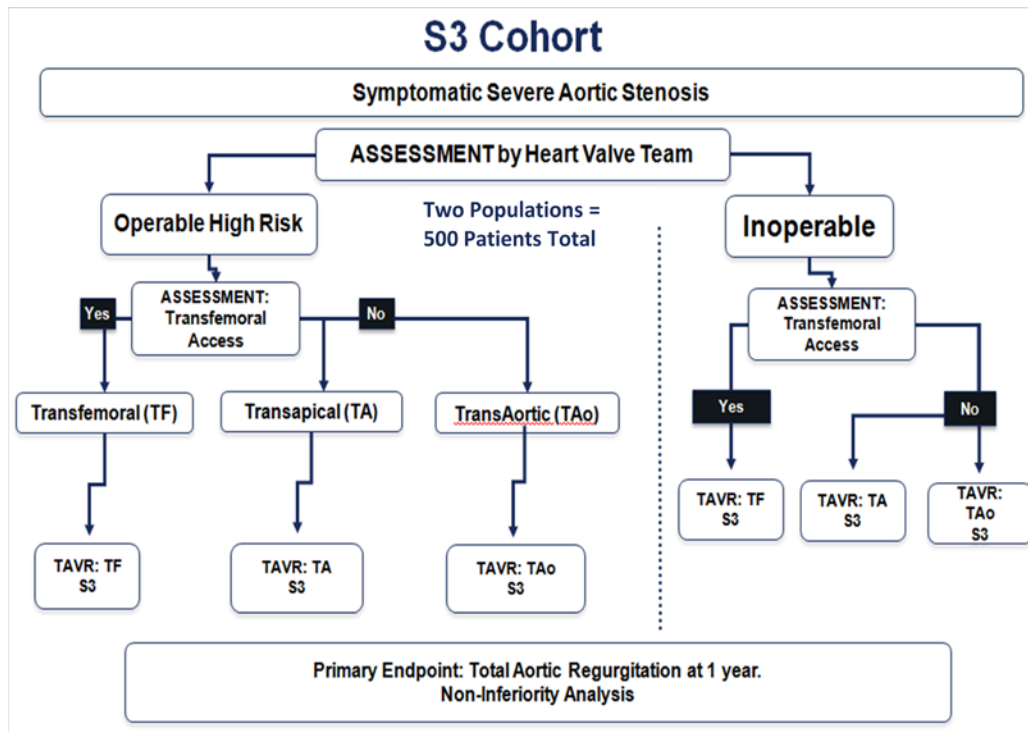 S3 Cohort
Symptomatic Severe Aortic Stenosis
ASSESSMENT by Heart Valve Team
Operable High Risk
Two Populations =
500 Patients Total
Inoperable
ASSESSMENT:
Transfemoral
Access
Yes
No
ASSESSMENT:
Transfemoral
Access
Transfemoral (TF)
Transapical (TA)
TransAortic (TAo)
Yes
No
TAVR: TF
S3
TAVR: TA
S3
TAVR:
TAo
S3
TAVR: TF
S3
TAVR: TA
S3
TAVR: TAo
S3
Primary Endpoint: Total Aortic Regurgitation at 1 year.
Non-Inferiority Analysis